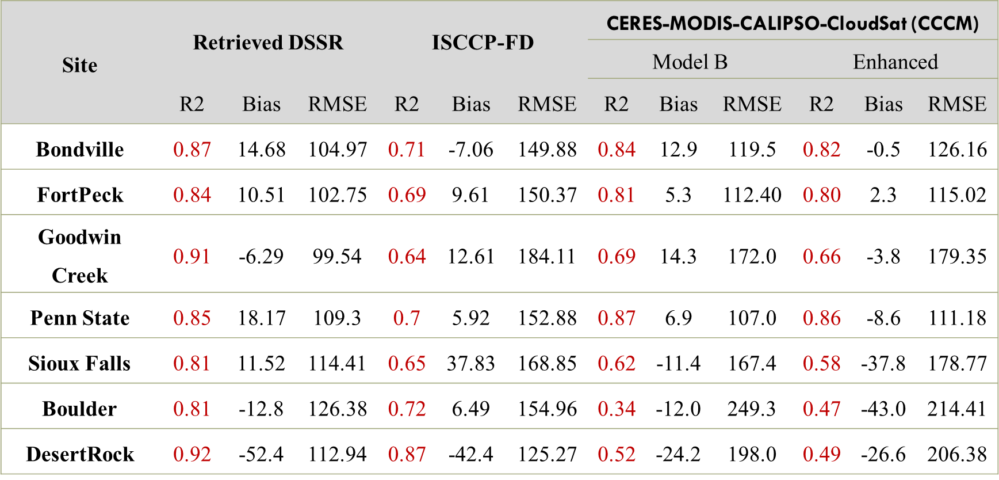 CERES-MODIS-CALIPSO-CloudSat (CCCM)
Retrieved DSSR ISCCP-FD
Site Model B Enhanced
R2 Bias RMSE R2 Bias RMSE R2 Bias RMSE R2 Bias RMSE
Bondville 0.87 14.68 104.97 0.71 -7.06 149.88 0.84 12.9 119.5 0.82 -0.5 126.16
FortPeck 0.84 10.51 102.75 0.69 9.61 150.37 0.81 5.3 112.40 0.80 2.3 115.02
Goodwin
Creek 0.91 -6.29 99.54 0.64 12.61 184.11 0.69 14.3 172.0 0.66 -3.8 179.35
Penn State 0.85 18.17 109.3 0.7 5.92 152.88 0.87 6.9 107.0 0.86 -8.6 111.18
Sioux Falls 0.81 11.52 114.41 0.65 37.83 168.85 0.62 -11.4 167.4 0.58 -37.8 178.77
Boulder 0.81 -12.8 126.38 0.72 6.49 154.96 0.34 -12.0 249.3 0.47 -43.0 214.41
DesertRock 0.92 -52.4 112.94 0.87 -42.4 125.27 0.52 -24.2 198.0 0.49 -26.6 206.38